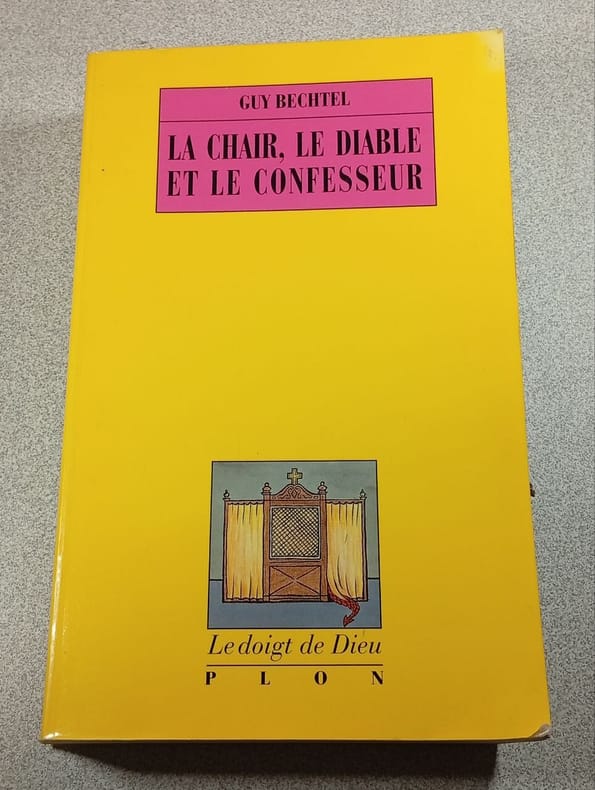 GUY BECHTEL
LA CHAIR, LE DIABLE
ET LE CONFESSEUR
Le doigt de Dieu
PLON